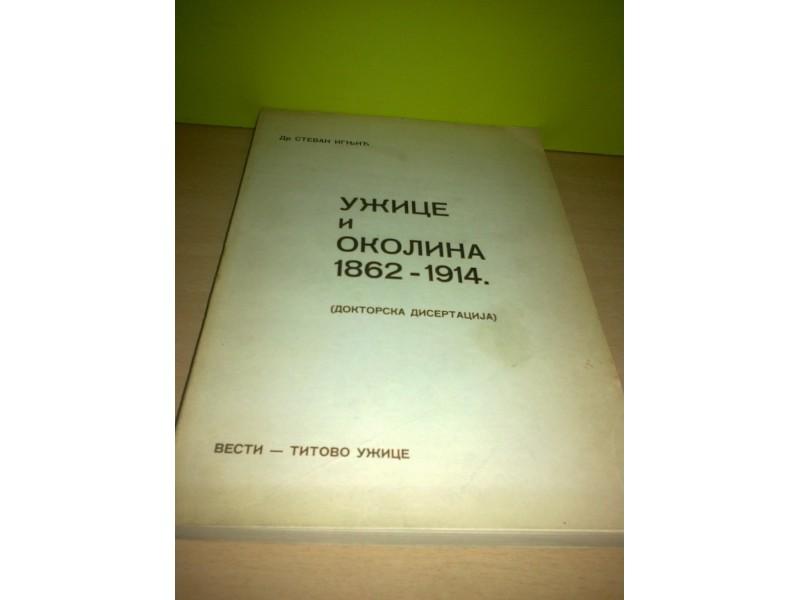 Др СТЕВАН ИГЊИЋ
УЖИЦЕ
и
ОКОЛИНА
1862 - 1914.
(ДОКТОРСКА ДИСЕРТАЦИЈА)
ВЕСТИ — ТИТОВО УЖИЦЕ